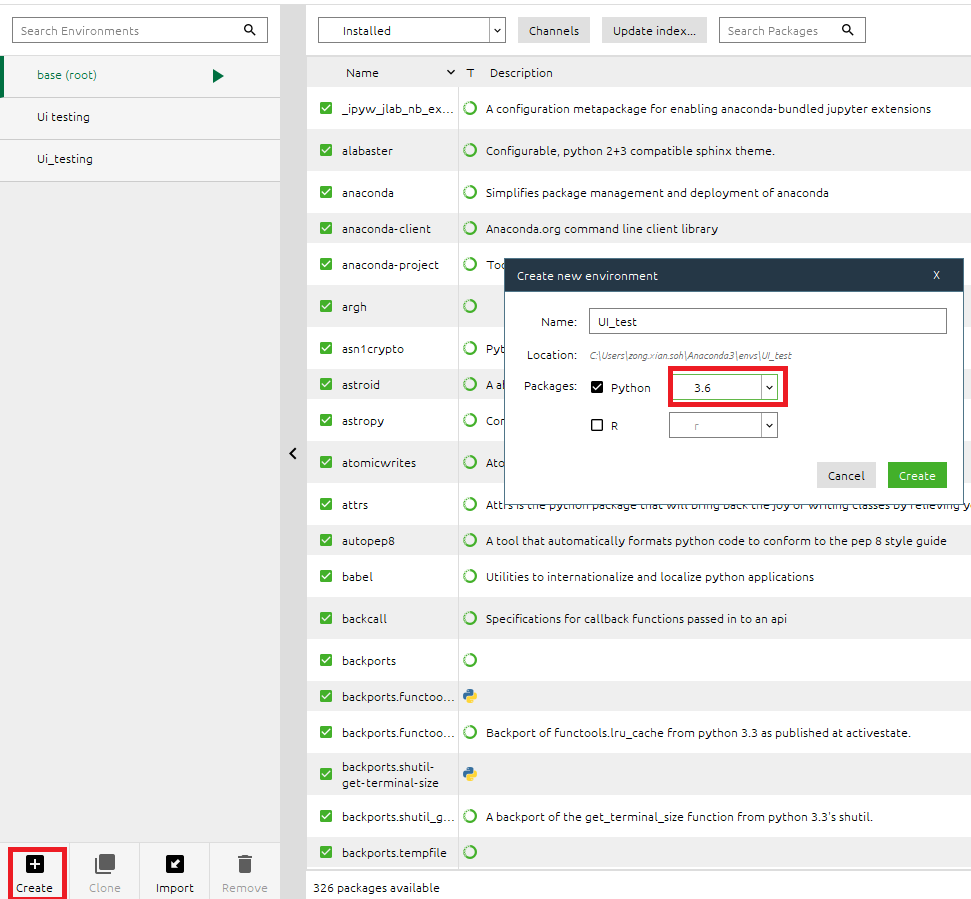 Search Environments
base (root)
Ui testing
Ui_testing
Create
Clone
Import
Remove
Installed
Channels
Update index...
Search Packages
Name
T
Description
_ipyw_jlab_nb_ex... A configuration metapackage for enabling anaconda-bundled jupyter extensions
alabaster Configurable, python 2+3 compatible sphinx theme.
anaconda Simplifies package management and deployment of anaconda
anaconda-client Anaconda.org command line client library
anaconda-project Too
argh
asn1crypto Pyt
astroid A al
astropy Con
atomicwrites Ato
attrs Attrs is the python package that will bring back the joy of writing classes by relieving y
autopep8 A tool that automatically formats python code to conform to the pep 8 style guide
babel Utilities to internationalize and localize python applications
backcall Specifications for callback functions passed in to an api
backports
backports.functoo...
backports.functoo... Backport of functools.lru_cache from python 3.3 as published at activestate.
backports.shutil-
get-terminal-size
backports.shutil_g... A backport of the get_terminal_size function from python 3.3's shutil.
backports.tempfile
326 packages available
Create new environment
X
Name: UI_test
Location: C:\Users\zong.xian.soh\Anaconda3\envs\UI_test
Packages: Python 3.6
R r
Cancel
Create